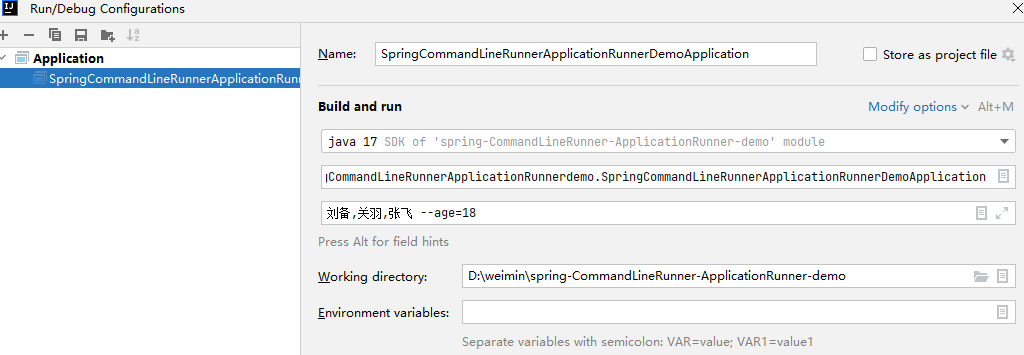 Run/Debug Configurations
Application
SpringCommandLineRunnerApplicationRunn
Name: SpringCommandLineRunnerApplicationRunnerDemoApplication
Store as project file
Build and run
Modify options Alt+M
java 17 SDK of 'spring-CommandLineRunner-ApplicationRunner-demo' module
gCommandLineRunnerApplicationRunnerdemo.SpringCommandLineRunnerApplicationRunnerDemoApplication
刘备,关羽,张飞 --age=18
Press Alt for field hints
Working directory: D:\weimin\spring-CommandLineRunner-ApplicationRunner-demo
Environment variables:
Separate variables with semicolon: VAR=value; VAR1=value1